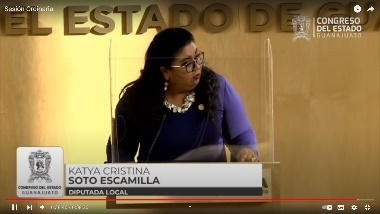 Sesión Ordinaria
EL ESTADO DE GUA
CONGRESO
DEL ESTADO
GUANAJUATO
KATYA CRISTINA
SOTO ESCAMILLA
DIPUTADA LOCAL
CONGRESO DEL ESTADO
GUANAJUATO